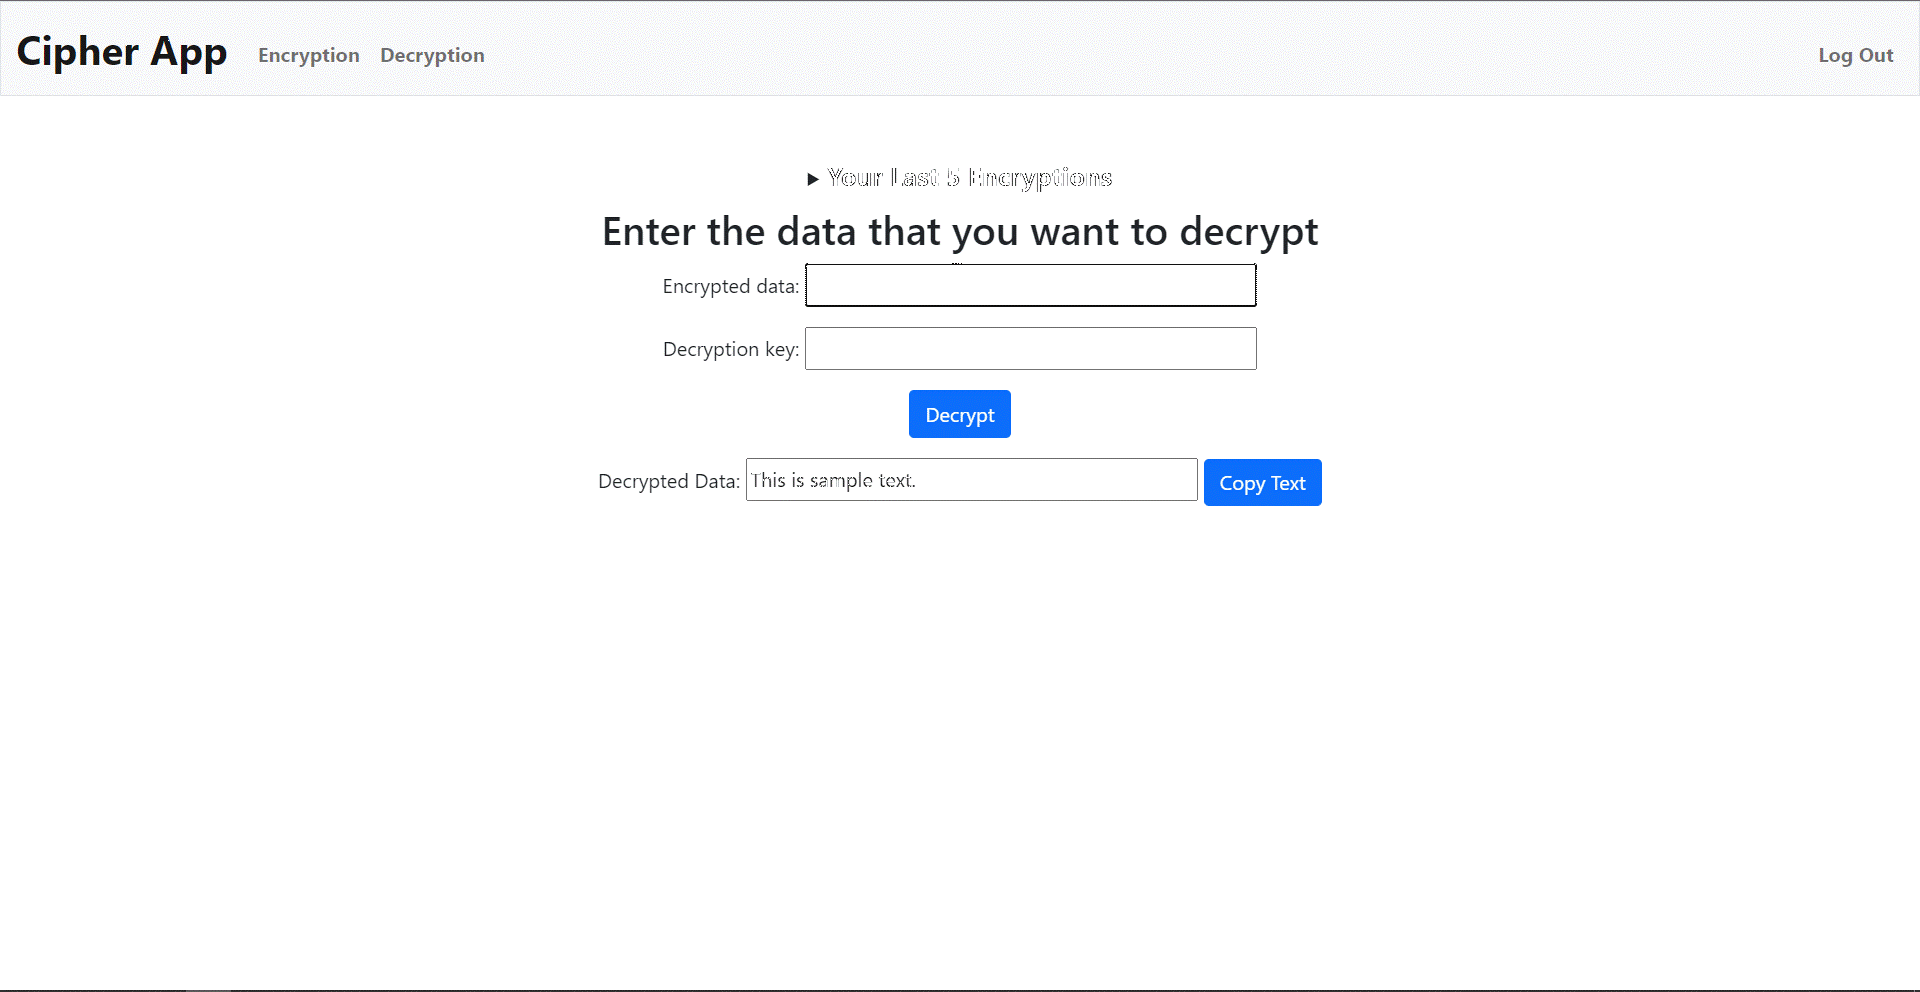 Cipher App Encryption Decryption Log Out
Your Last 5 Encryptions
Enter the data that you want to decrypt
Encrypted data:
Decryption key:
Decrypt
Decrypted Data: This is sample text. Copy Text